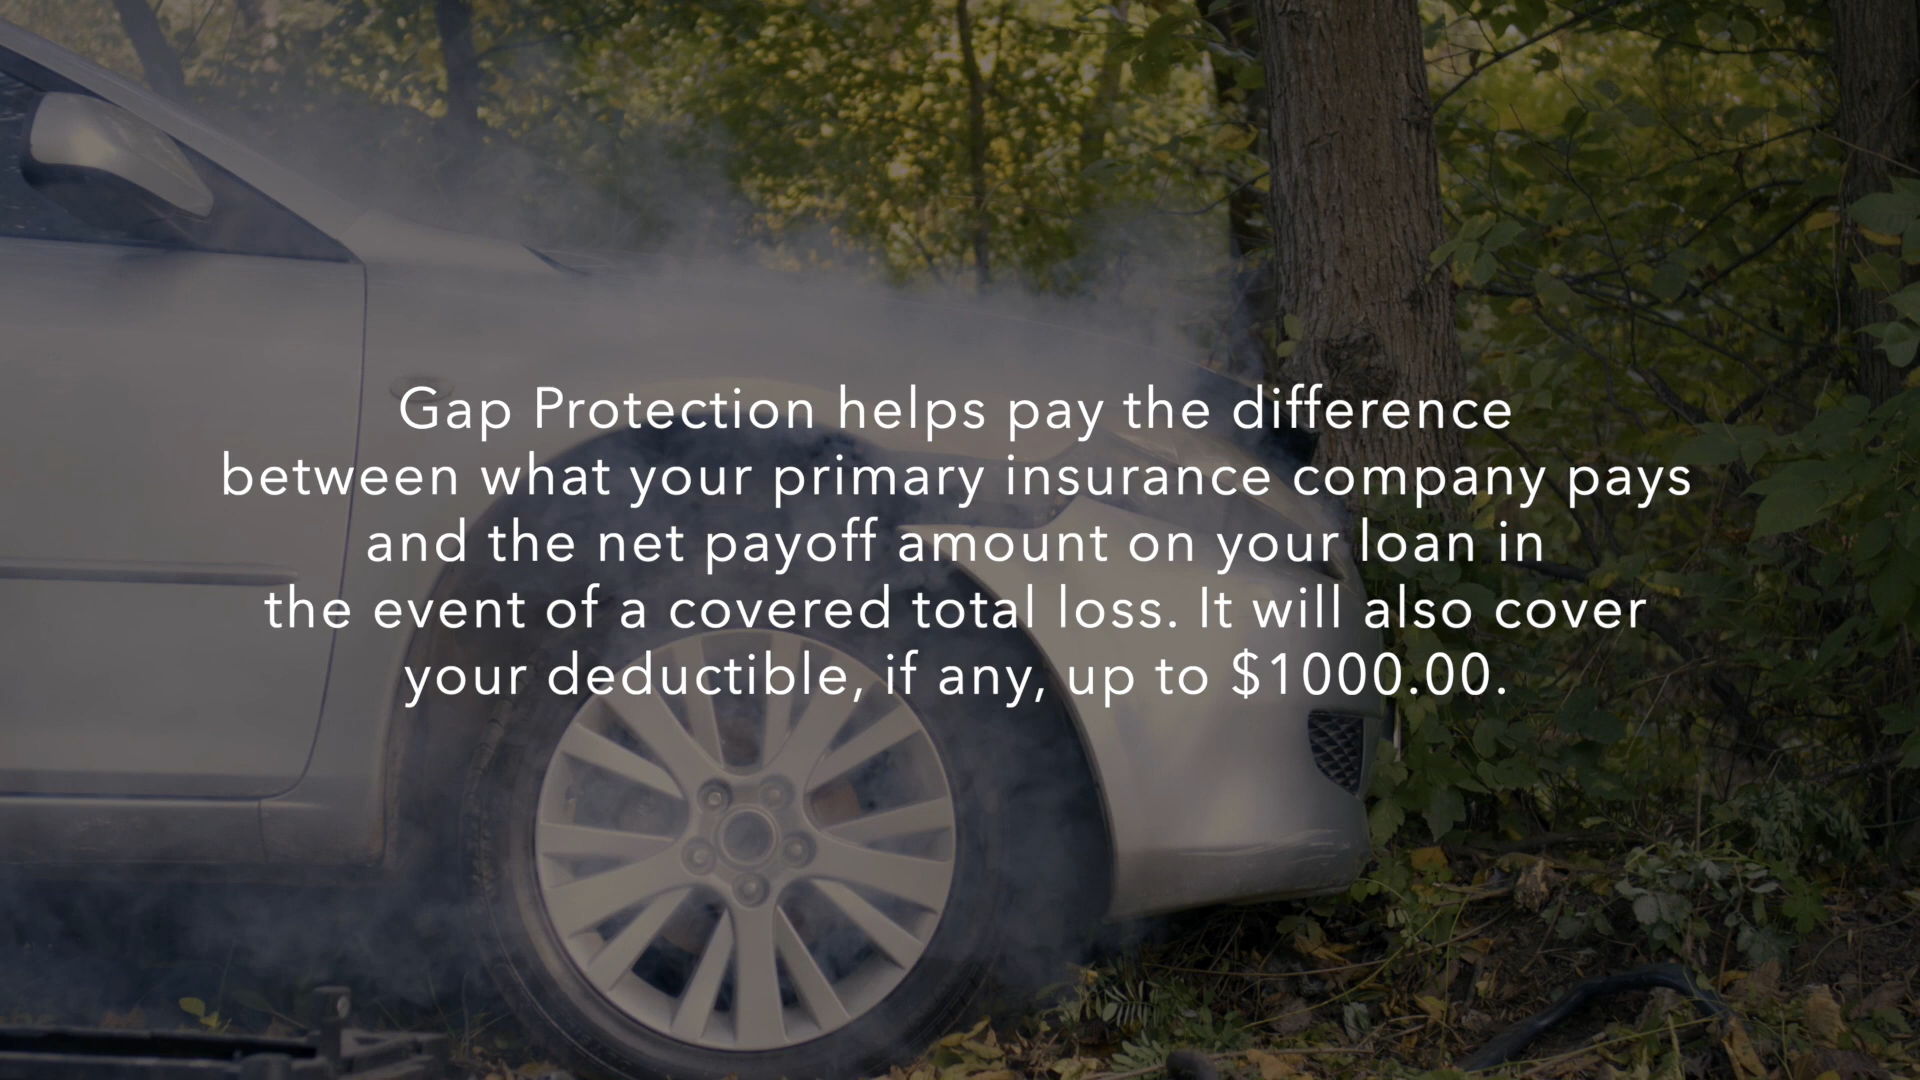 Gap Protection helps pay the difference
between what your primary insurance company pays
and the net payoff amount on your loan in
the event of a covered total loss. It will also cover
your deductible, if any, up to $1000.00.